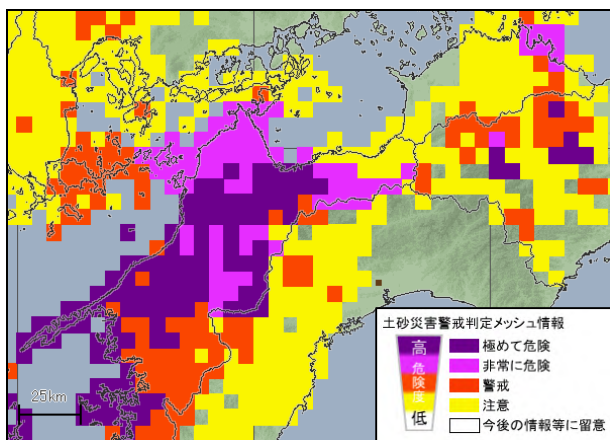 土砂災害警戒判定メッシュ情報
高
危険度
低
極めて危険
非常に危険
警戒
注意
今後の情報等に留意
25km